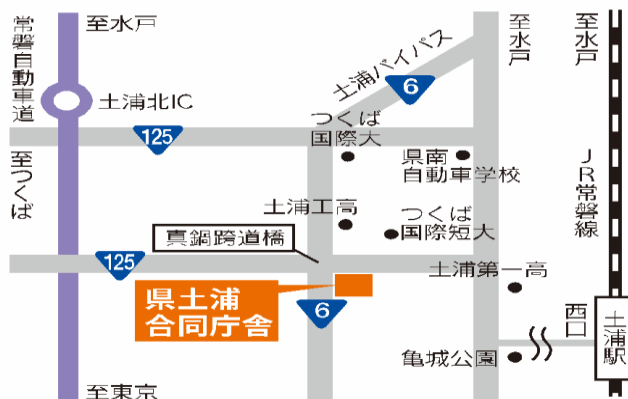 常磐自動車道
至水戸
土浦北IC
125
至つくば
土浦バイパス
6
つくば
国際大
至水戸
至水戸
県南
自動車学校
JR常磐線
土浦工高
つくば
国際短大
真鍋跨道橋
125
土浦第一高
県土浦
合同庁舎
6
西口
土浦駅
亀城公園
至東京